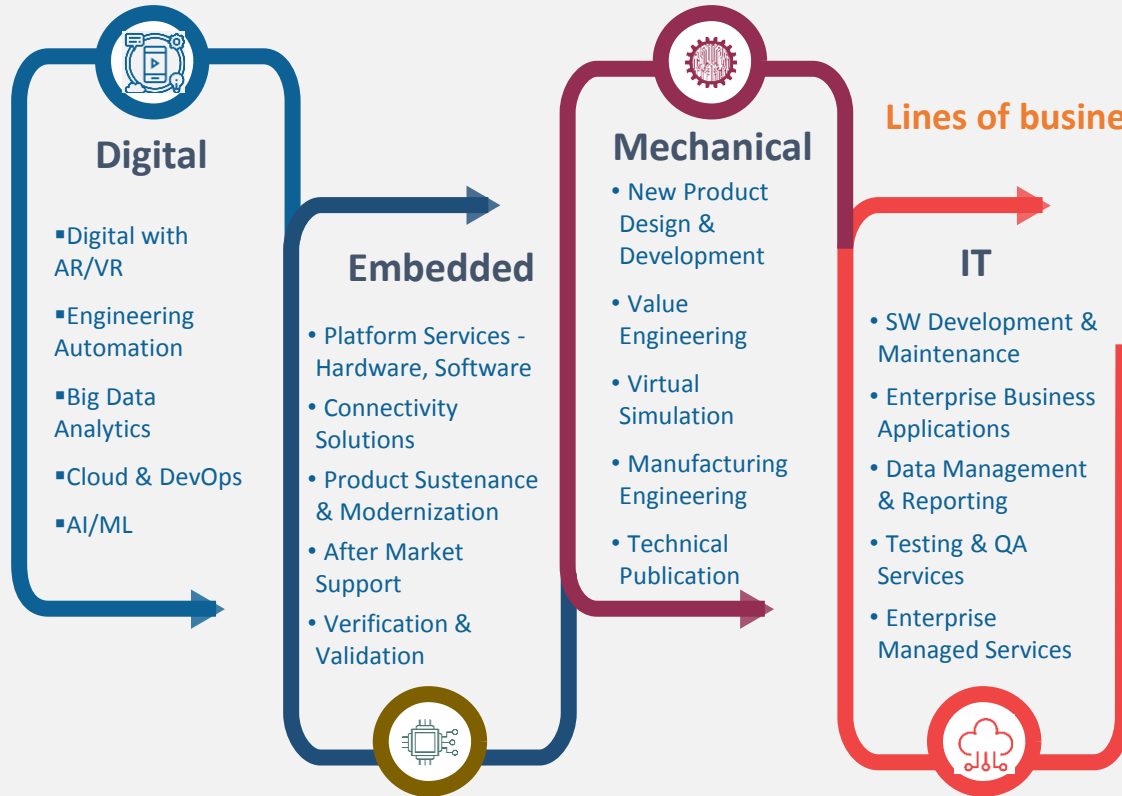 Lines of busine
Digital
▪Digital with
AR/VR
▪Engineering
Automation
▪Big Data
Analytics
▪Cloud & DevOps
▪AI/ML
Embedded
• Platform Services -
Hardware, Software
• Connectivity
Solutions
• Product Sustenance
& Modernization
• After Market
Support
• Verification &
Validation
Mechanical
• New Product
Design &
Development
• Value
Engineering
• Virtual
Simulation
• Manufacturing
Engineering
• Technical
Publication
IT
• SW Development &
Maintenance
• Enterprise Business
Applications
• Data Management
& Reporting
• Testing & QA
Services
• Enterprise
Managed Services